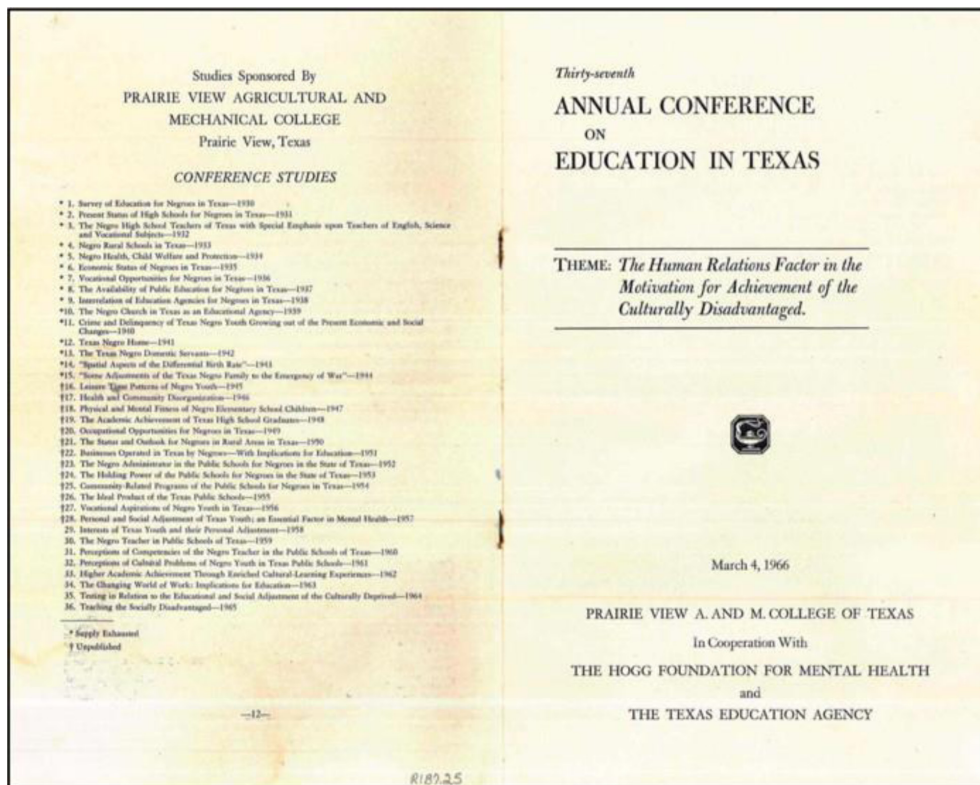 Studies Sponsored By
PRAIRIE VIEW AGRICULTURAL AND
MECHANICAL COLLEGE
Prairie View, Texas
CONFERENCE STUDIES
* 1. Survey of Education for Negroes in Texas—1930
* 2. Present Status of High Schools for Negroes in Texas—1931
* 3. The Negro High School Teachers of Texas with Special Emphasis upon Teachers of English, Science
and Vocational Subjects—1932
* 4. Negro Rural Schools in Texas—1933
* 5. Negro Health, Child Welfare and Protection—1934
* 6. Economic Status of Negroes in Texas—1935
* 7. Vocational Opportunities for Negroes in Texas—1936
* 8. The Availability of Public Education for Negroes in Texas—1937
* 9. Interrelation of Education Agencies for Negroes in Texas—1938
*10. The Negro Church in Texas as an Educational Agency—1939
*11. Crime and Delinquency of Texas Negro Youth Growing out of the Present Economic and Social
Changes—1940
*12. Texas Negro Home—1941
*13. The Texas Negro Domestic Servants—1942
*14. "Spatial Aspects of the Differential Birth Rate"—1943
*15. "Some Adjustments of the Texas Negro Family to the Emergency of War"—1944
†16. Leisure Time Patterns of Negro Youth—1945
†17. Health and Community Disorganization—1946
†18. Physical and Mental Fitness of Negro Elementary School Children—1947
†19. The Academic Achievement of Texas High School Graduates—1948
†20. Occupational Opportunities for Negroes in Texas—1949
†21. The Status and Outlook for Negroes in Rural Areas in Texas—1950
†22. Businesses Operated in Texas by Negroes—With Implications for Education—1951
†23. The Negro Administrator in the Public Schools for Negroes in the State of Texas—1952
†24. The Holding Power of the Public Schools for Negroes in the State of Texas—1953
†25. Community-Related Programs of the Public Schools for Negroes in Texas—1954
†26. The Ideal Product of the Texas Public Schools—1955
†27. Vocational Aspirations of Negro Youth in Texas—1956
†28. Personal and Social Adjustment of Texas Youth; an Essential Factor in Mental Health—1957
29. Interests of Texas Youth and their Personal Adjustment—1958
30. The Negro Teacher in Public Schools of Texas—1959
31. Perceptions of Competencies of the Negro Teacher in the Public Schools of Texas—1960
32. Perceptions of Cultural Problems of Negro Youth in Texas Public Schools—1961
33. Higher Academic Achievement Through Enriched Cultural-Learning Experiences—1962
34. The Changing World of Work: Implications for Education—1963
35. Testing in Relation to the Educational and Social Adjustment of the Culturally Deprived—1964
36. Teaching the Socially Disadvantaged—1965
* Supply Exhausted
† Unpublished
—12—
Thirty-seventh
ANNUAL CONFERENCE
ON
EDUCATION IN TEXAS
THEME: The Human Relations Factor in the
Motivation for Achievement of the
Culturally Disadvantaged.
March 4, 1966
PRAIRIE VIEW A. AND M. COLLEGE OF TEXAS
In Cooperation With
THE HOGG FOUNDATION FOR MENTAL HEALTH
and
THE TEXAS EDUCATION AGENCY
R187.25